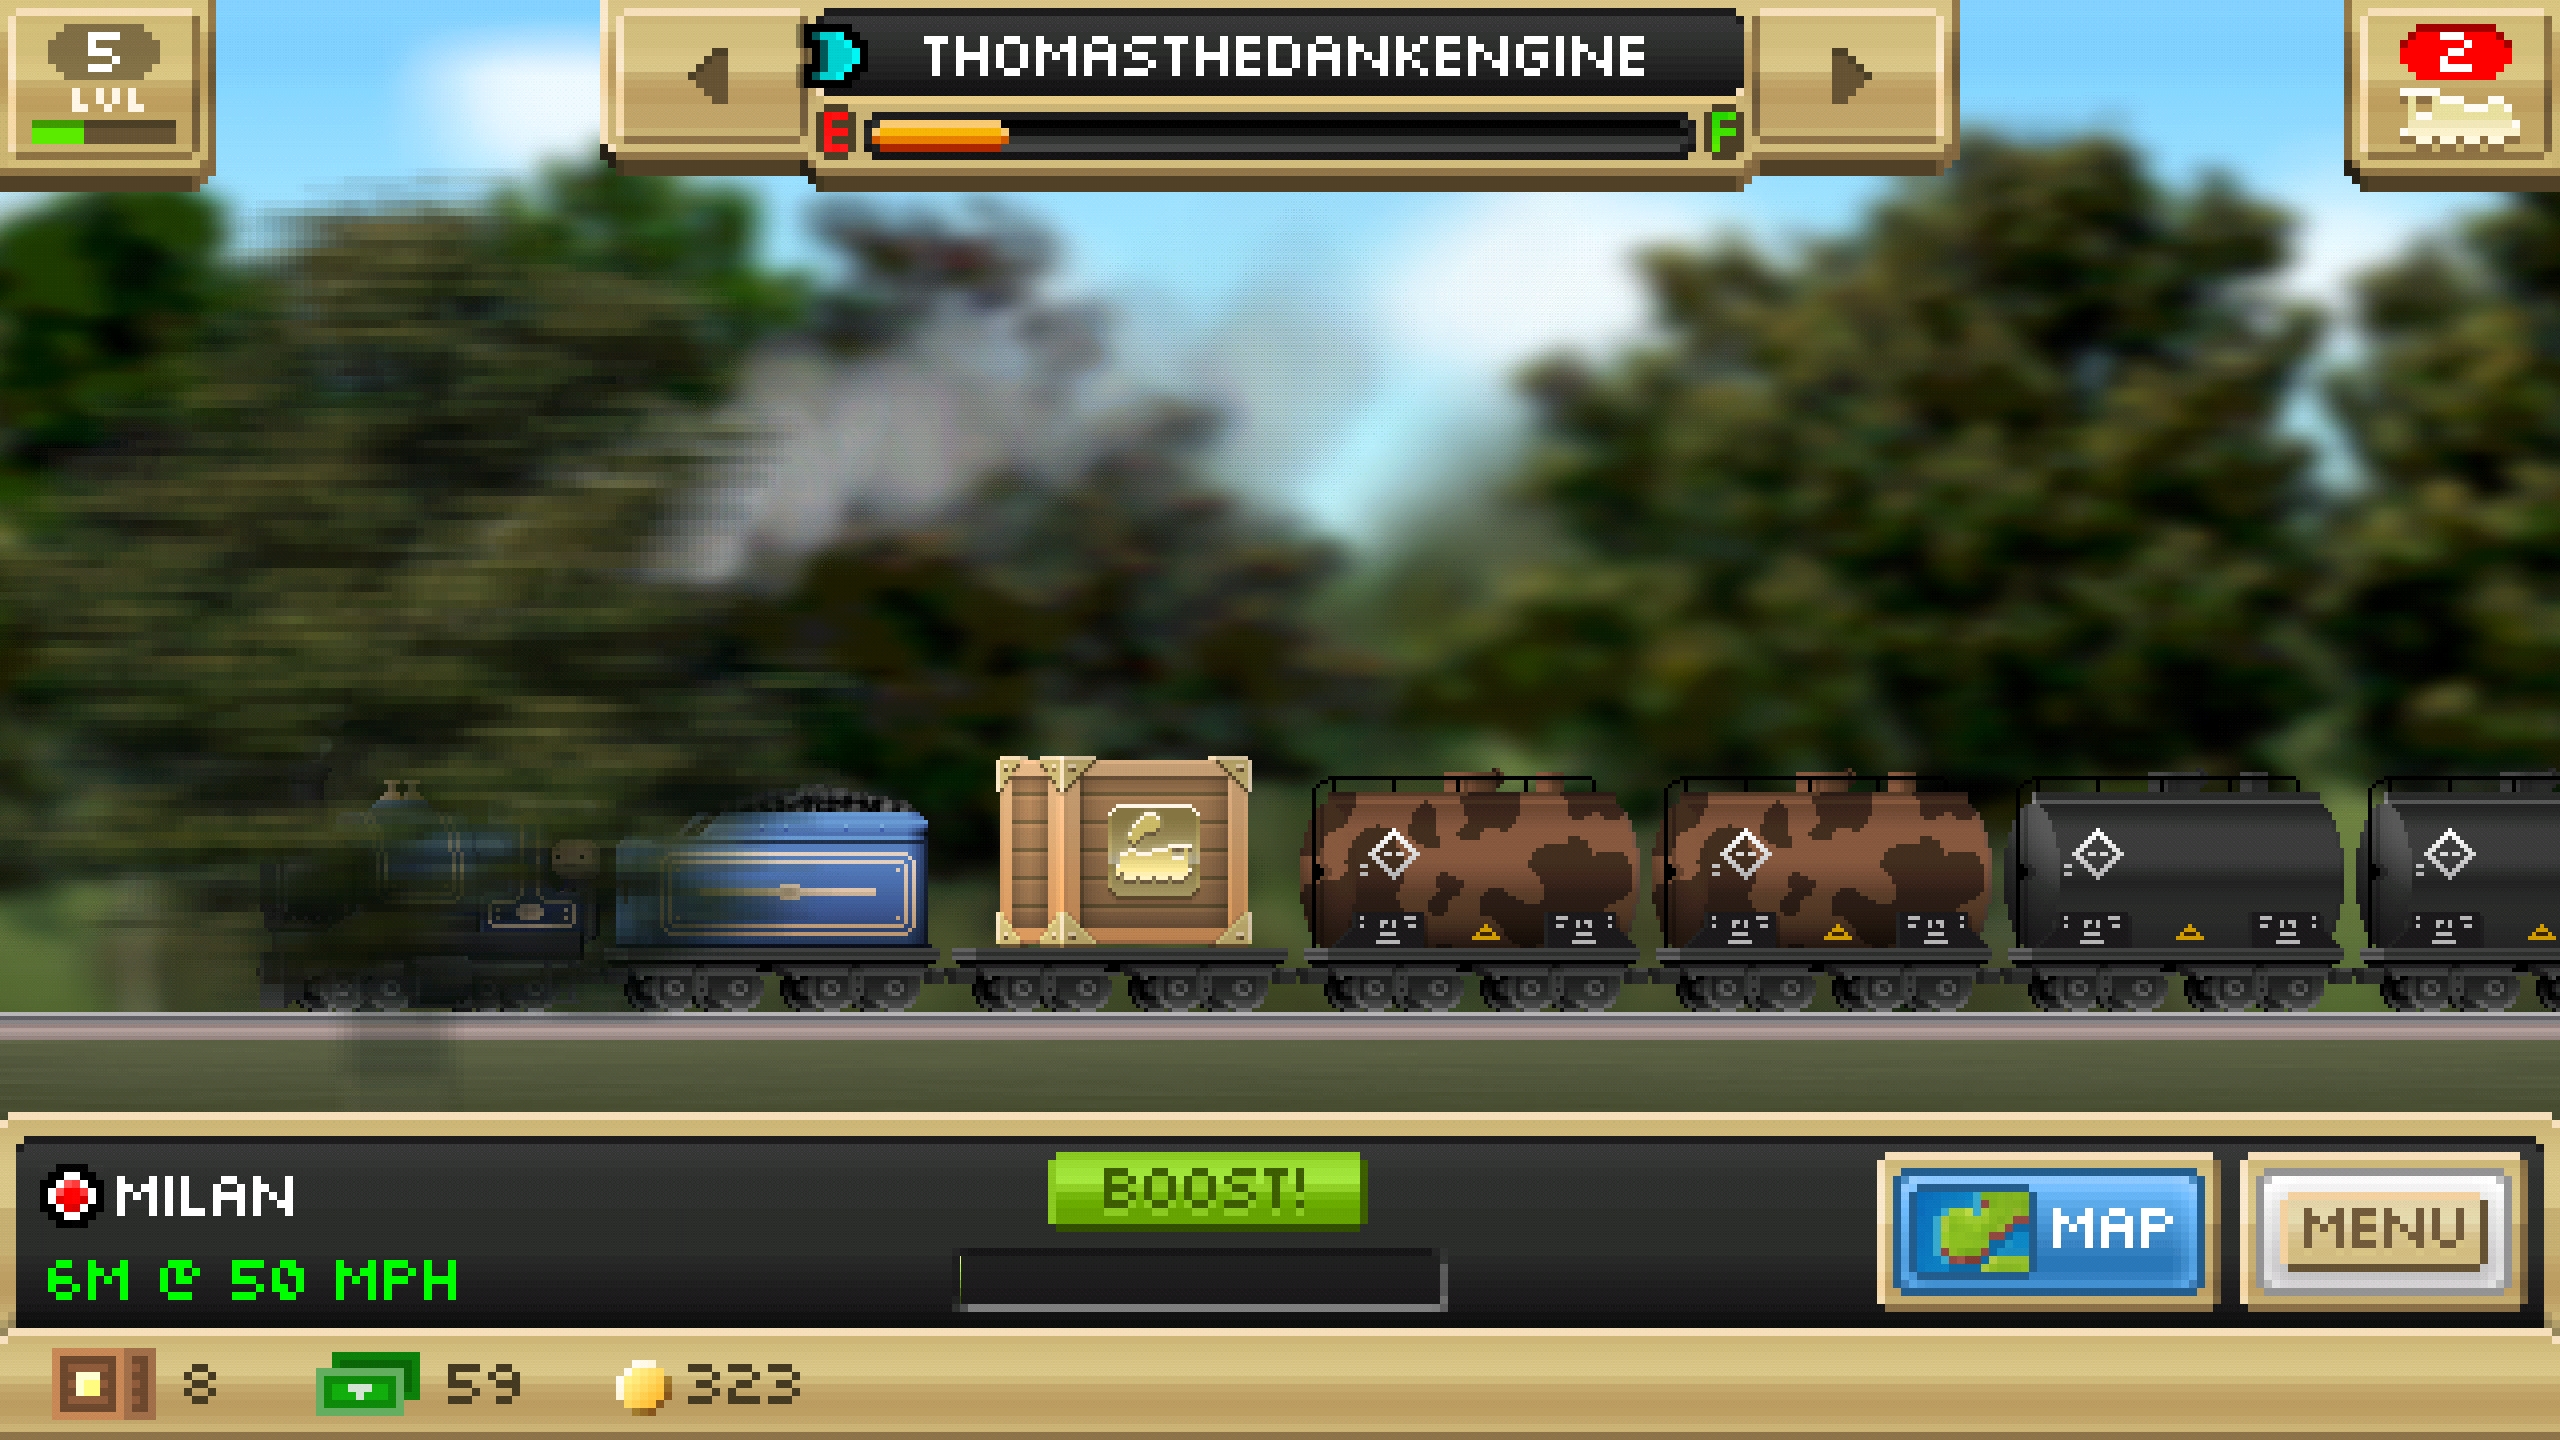 5
LVL
THOMASTHEDANKENGINE
E F
2
MILAN
6M @ 50 MPH
BOOST!
MAP
MENU
8 59 323